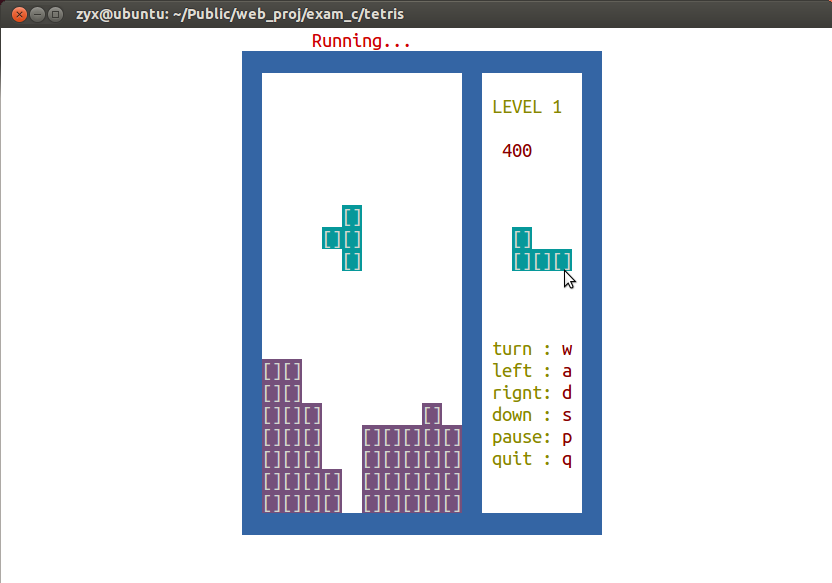 zyx@ubuntu: ~/Public/web_proj/exam_c/tetris
Running...
LEVEL 1
400
[]
[][]
[]
[]
[][][]
turn : w
left : a
rignt: d
down : s
pause: p
quit : q
[][]
[][]
[][][] []
[][][] [][][][][]
[][][] [][][][][]
[][][][] [][][][][]
[][][][] [][][][][]